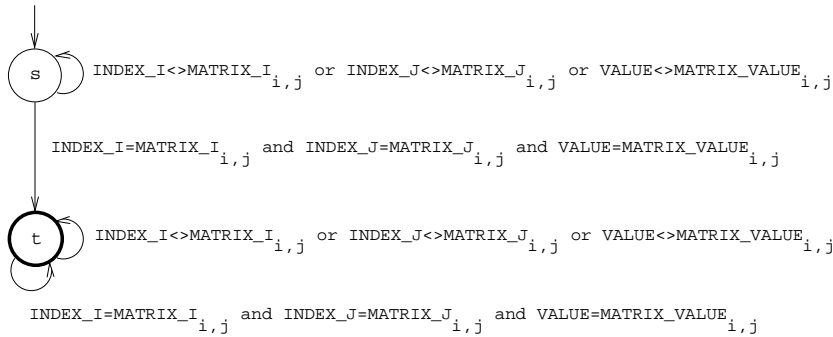 s INDEX_I<>MATRIX_I i,j or INDEX_J<>MATRIX_J i,j or VALUE<>MATRIX_VALUE i,j
INDEX_I=MATRIX_I i,j and INDEX_J=MATRIX_J i,j and VALUE=MATRIX_VALUE i,j
t INDEX_I<>MATRIX_I i,j or INDEX_J<>MATRIX_J i,j or VALUE<>MATRIX_VALUE i,j
INDEX_I=MATRIX_I i,j and INDEX_J=MATRIX_J i,j and VALUE=MATRIX_VALUE i,j